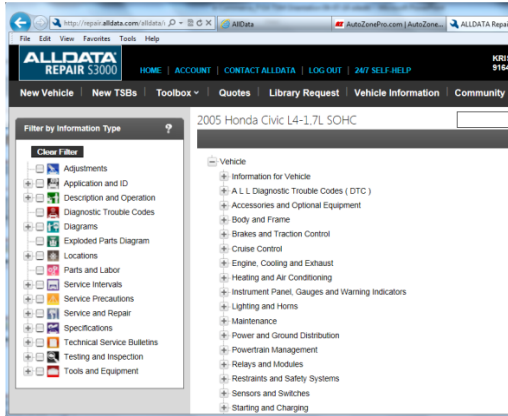 http://repair.alldata.com/alldata/i
AllData
AutoZonePro.com | AutoZone...
ALLDATA Repai
File Edit View Favorites Tools Help
ALLDATA
REPAIR S3000
HOME | ACCOUNT | CONTACT ALLDATA | LOG OUT | 24/7 SELF-HELP
KRIS
9164
New Vehicle | New TSBs | Toolbox | Quotes | Library Request | Vehicle Information | Community
2005 Honda Civic L4-1.7L SOHC
Filter by Information Type ?
Clear Filter
Adjustments
Application and ID
Description and Operation
Diagnostic Trouble Codes
Diagrams
Exploded Parts Diagram
Locations
Parts and Labor
Service Intervals
Service Precautions
Service and Repair
Specifications
Technical Service Bulletins
Testing and Inspection
Tools and Equipment
Vehicle
Information for Vehicle
A L L Diagnostic Trouble Codes ( DTC )
Accessories and Optional Equipment
Body and Frame
Brakes and Traction Control
Cruise Control
Engine, Cooling and Exhaust
Heating and Air Conditioning
Instrument Panel, Gauges and Warning Indicators
Lighting and Horns
Maintenance
Power and Ground Distribution
Powertrain Management
Relays and Modules
Restraints and Safety Systems
Sensors and Switches
Starting and Charging